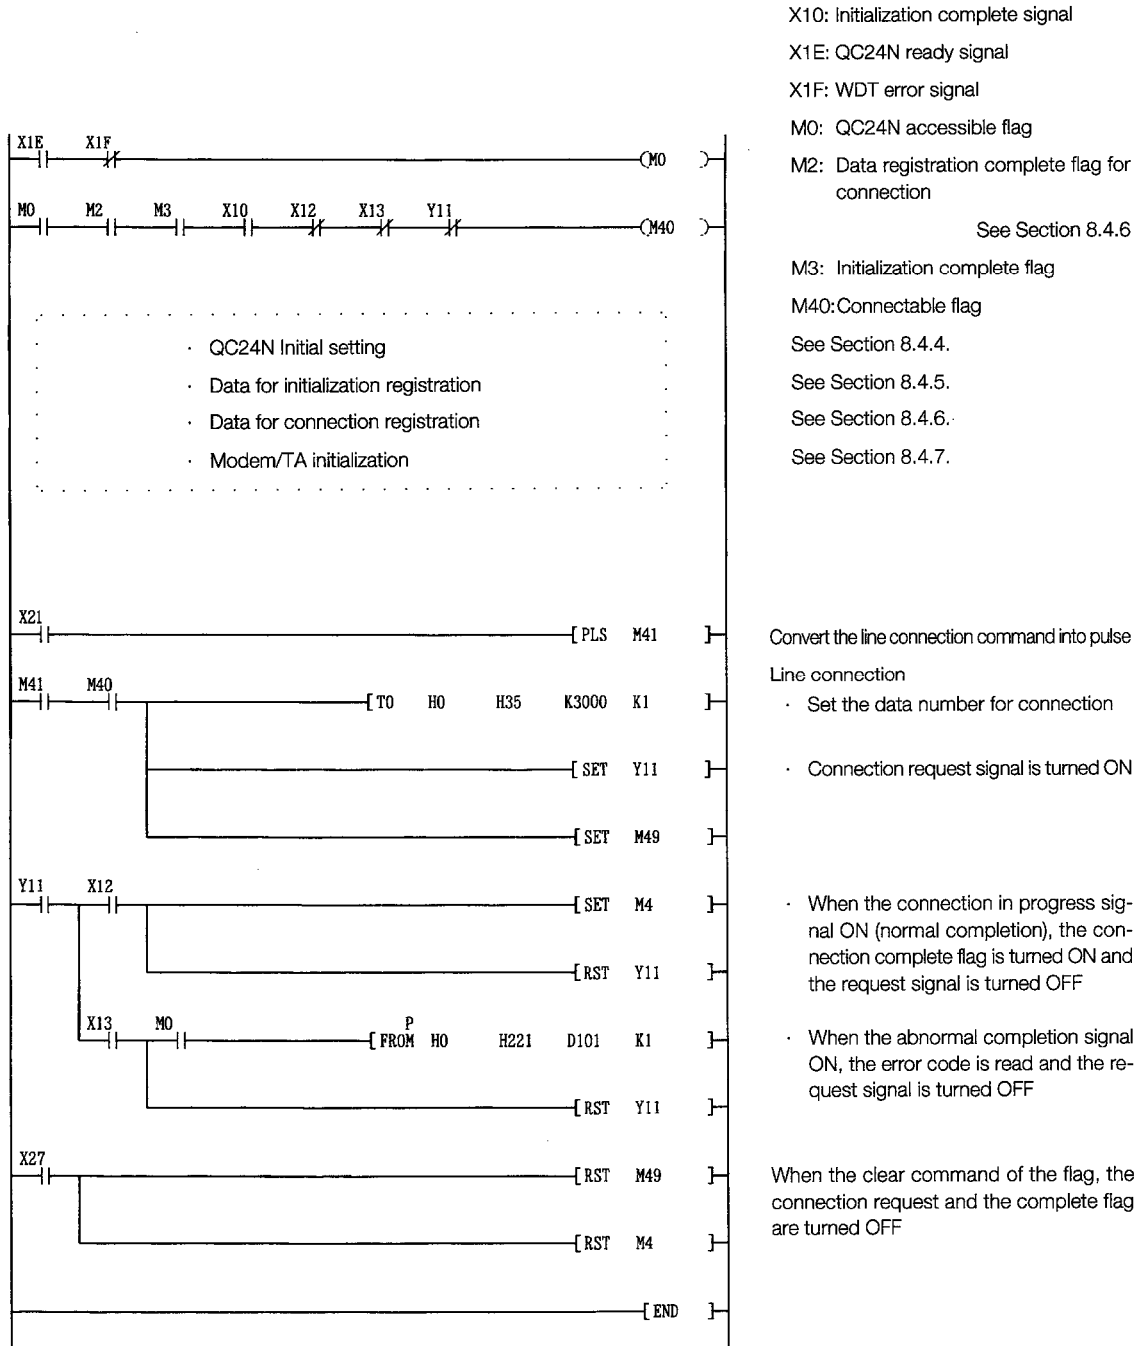 X10: Initialization complete signal
X1E: QC24N ready signal
X1F: WDT error signal
M0: QC24N accessible flag
M2: Data registration complete flag for
connection
See Section 8.4.6
M3: Initialization complete flag
M40: Connectable flag
See Section 8.4.4.
See Section 8.4.5.
See Section 8.4.6.
See Section 8.4.7.
X1E X1F
(M0 )
M0 M2 M3 X10 X12 X13 Y11
(M40 )
· QC24N Initial setting
· Data for initialization registration
· Data for connection registration
· Modem/TA initialization
X21
[ PLS M41 ]
Convert the line connection command into pulse
Line connection
M41 M40
[ TO H0 H35 K3000 K1 ]
· Set the data number for connection
[ SET Y11 ]
· Connection request signal is turned ON
[ SET M49 ]
Y11 X12
[ SET M4 ]
· When the connection in progress sig-
nal ON (normal completion), the con-
nection complete flag is turned ON and
the request signal is turned OFF
[ RST Y11 ]
X13 M0 P
[ FROM H0 H221 D101 K1 ]
· When the abnormal completion signal
ON, the error code is read and the re-
quest signal is turned OFF
[ RST Y11 ]
X27
[ RST M49 ]
When the clear command of the flag, the
connection request and the complete flag
are turned OFF
[ RST M4 ]
[ END ]